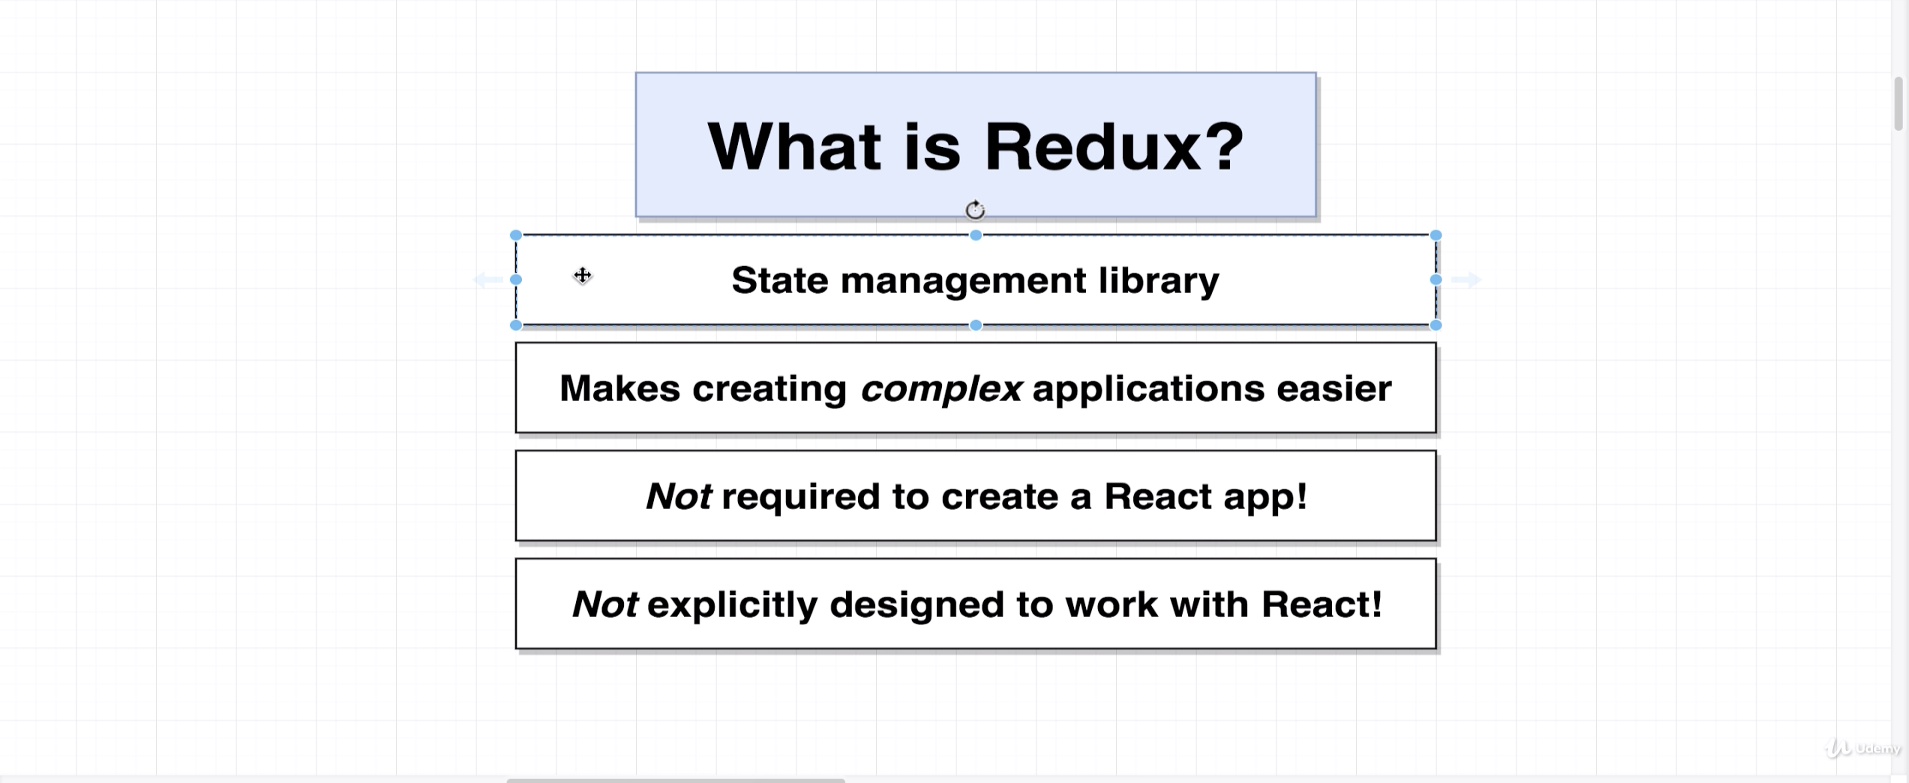 What is Redux?
State management library
Makes creating complex applications easier
Not required to create a React app!
Not explicitly designed to work with React!
Udemy